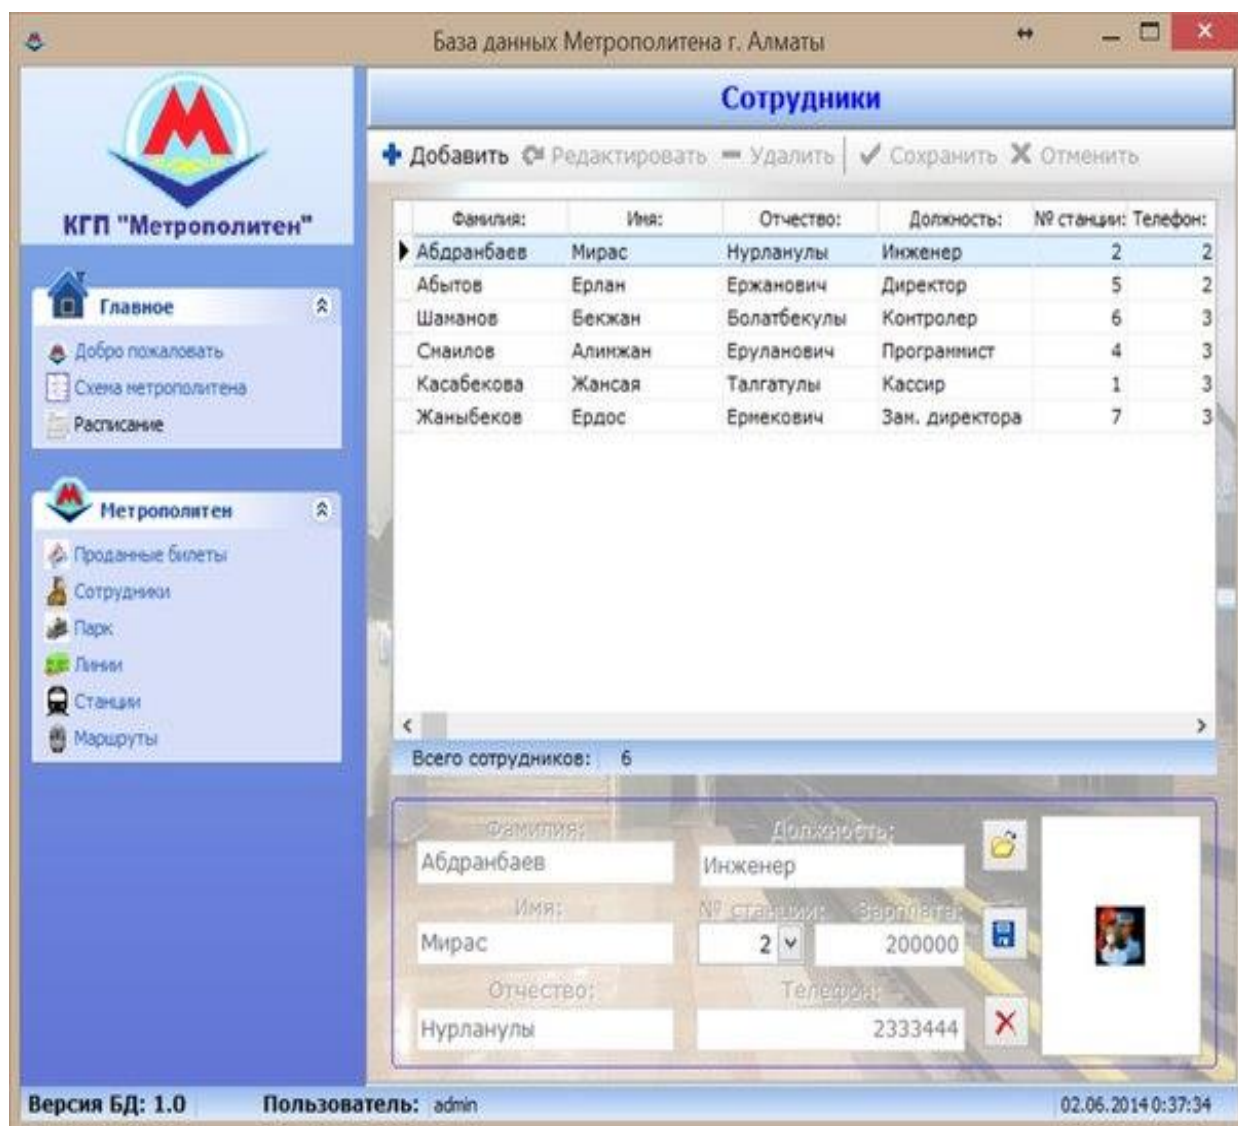 База данных Метрополитена г. Алматы
КГП "Метрополитен"
Главное
Добро пожаловать
Схема метрополитена
Расписание
Метрополитен
Проданные билеты
Сотрудники
Парк
Линии
Станции
Маршруты
Сотрудники
Добавить Редактировать Удалить Сохранить Отменить
Фамилия: Имя: Отчество: Должность: № станции: Телефон:
Абдранбаев Мирас Нурланулы Инженер 2 2
Абытов Ерлан Ержанович Директор 5 2
Шаманов Бекжан Болатбекулы Контролер 6 3
Смаилов Алимжан Еруланович Программист 4 3
Касабекова Жансая Талгатулы Кассир 1 3
Жаныбеков Ердос Ермекович Зам. директора 7 3
Всего сотрудников: 6
Фамилия: Должность:
Абдранбаев Инженер
Имя: № станции: Зарплата:
Мирас 2 200000
Отчество: Телефон:
Нурланулы 2333444
Версия БД: 1.0 Пользователь: admin 02.06.2014 0:37:34